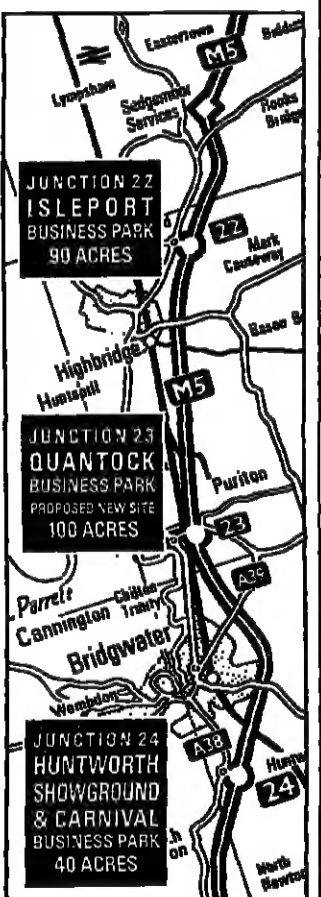 Eastertown
M5
Lympsham
Sedgemoor
Services
Rooks
JUNCTION 22
ISLEPORT
BUSINESS PARK
90 ACRES
22
Mark
Causeway
Highbridge
Huntspill
M5
JUNCTION 23
QUANTOCK
BUSINESS PARK
PROPOSED NEW SITE
100 ACRES
Puriton
23
A39
Parrett
Cannington
Chilton
Trinity
Bridgwater
Wembdon
A38
JUNCTION 24
HUNTWORTH
SHOWGROUND
& CARNIVAL
BUSINESS PARK
40 ACRES
24
North